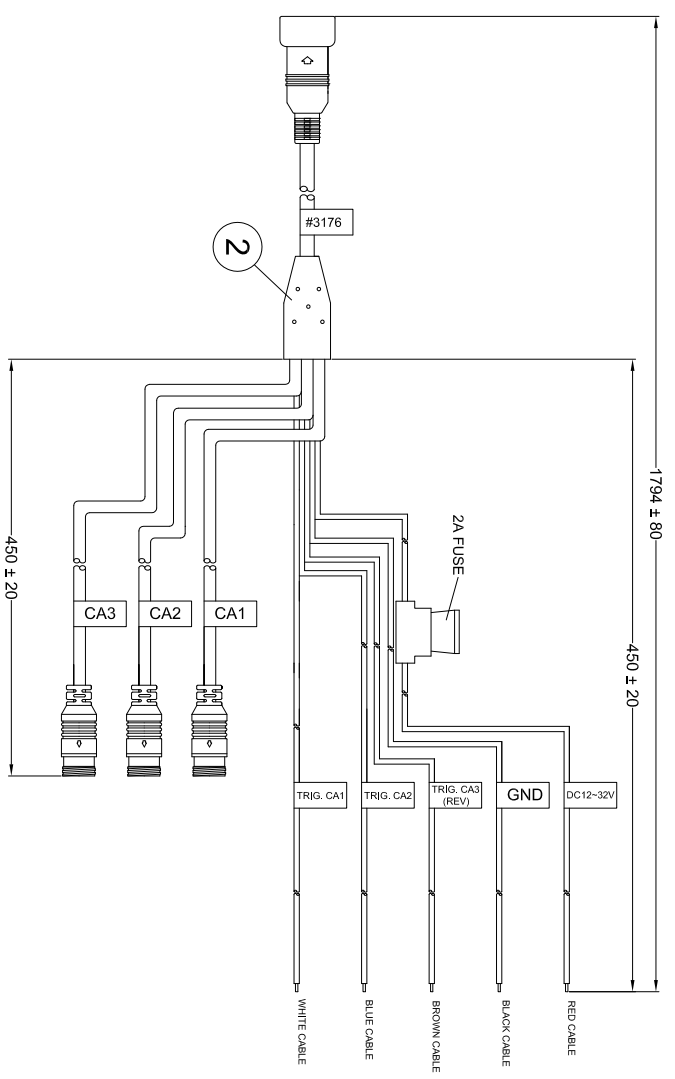 #3176
2
1794 ± 80
2A FUSE
450 ± 20
450 ± 20
CA3
CA2
CA1
TRIG. CA1
TRIG. CA2
TRIG. CA3
(REV)
GND
DC12~32V
WHITE CABLE
BLUE CABLE
BROWN CABLE
BLACK CABLE
RED CABLE